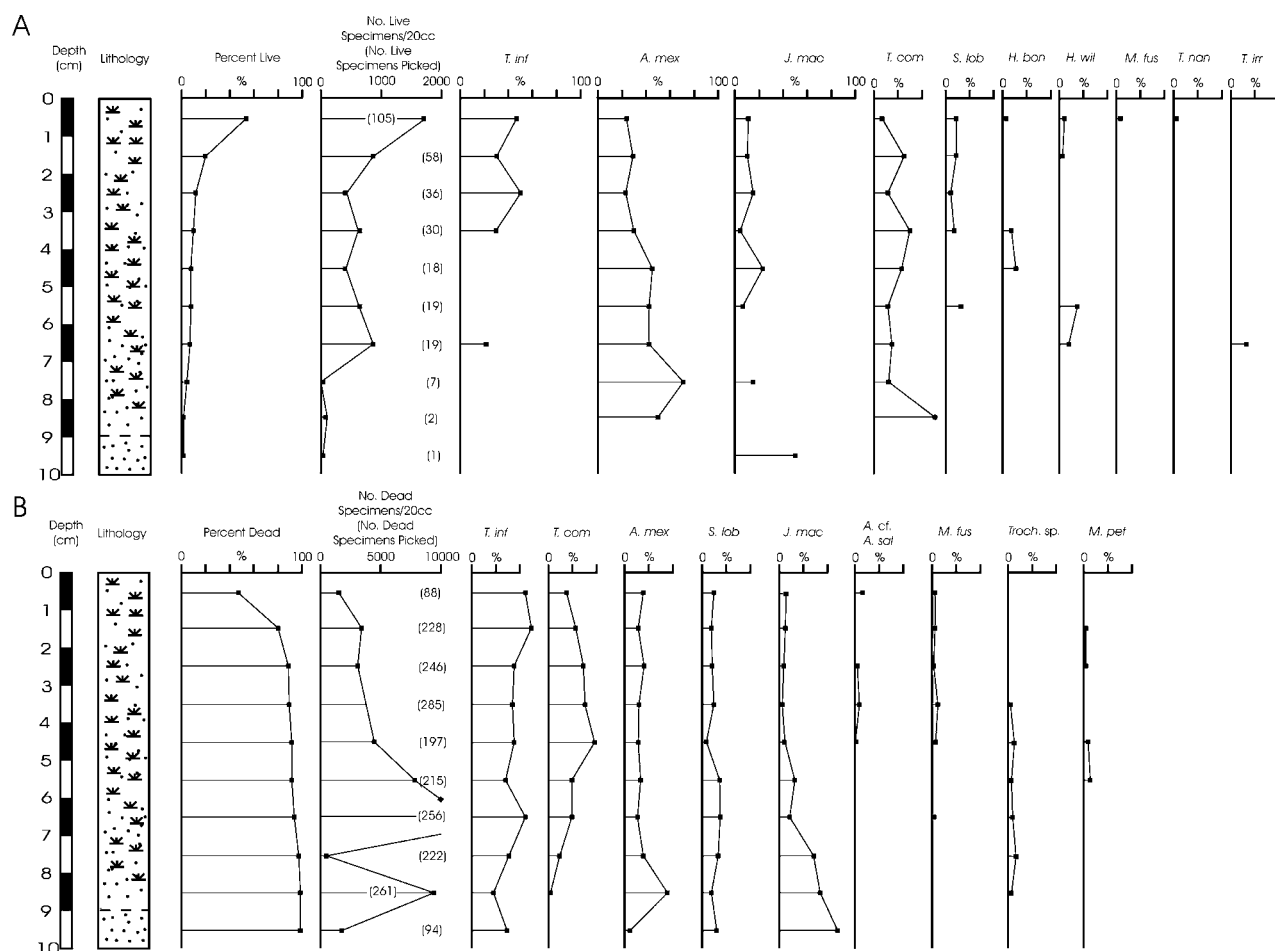 A
No. Live
Specimens/20cc
(No. Live
Specimens Picked)
Depth
(cm)
Lithology
Percent Live
T. inf
A. mex
J. mac
T. com
S. lob
H. bon
H. wil
M. fus
T. nan
T. irr
0 % 100
0 1000 2000
0 % 100
0 % 100
0 % 100
0 %
0 %
0 %
0 %
0 %
0 %
0 %
0
1
2
3
4
5
6
7
8
9
10
(105)
(58)
(36)
(30)
(18)
(19)
(19)
(7)
(2)
(1)
B
No. Dead
Specimens/20cc
(No. Dead
Specimens Picked)
Depth
(cm)
Lithology
Percent Dead
T. inf
T. com
A. mex
S. lob
J. mac
A. cf.
A. sal
M. fus
Troch. sp.
M. pet
0 % 100
0 5000 10000
0 %
0 %
0 %
0 %
0 %
0 %
0 %
0 %
0 %
0
1
2
3
4
5
6
7
8
9
10
(88)
(228)
(246)
(285)
(197)
(215)
(256)
(222)
(261)
(94)